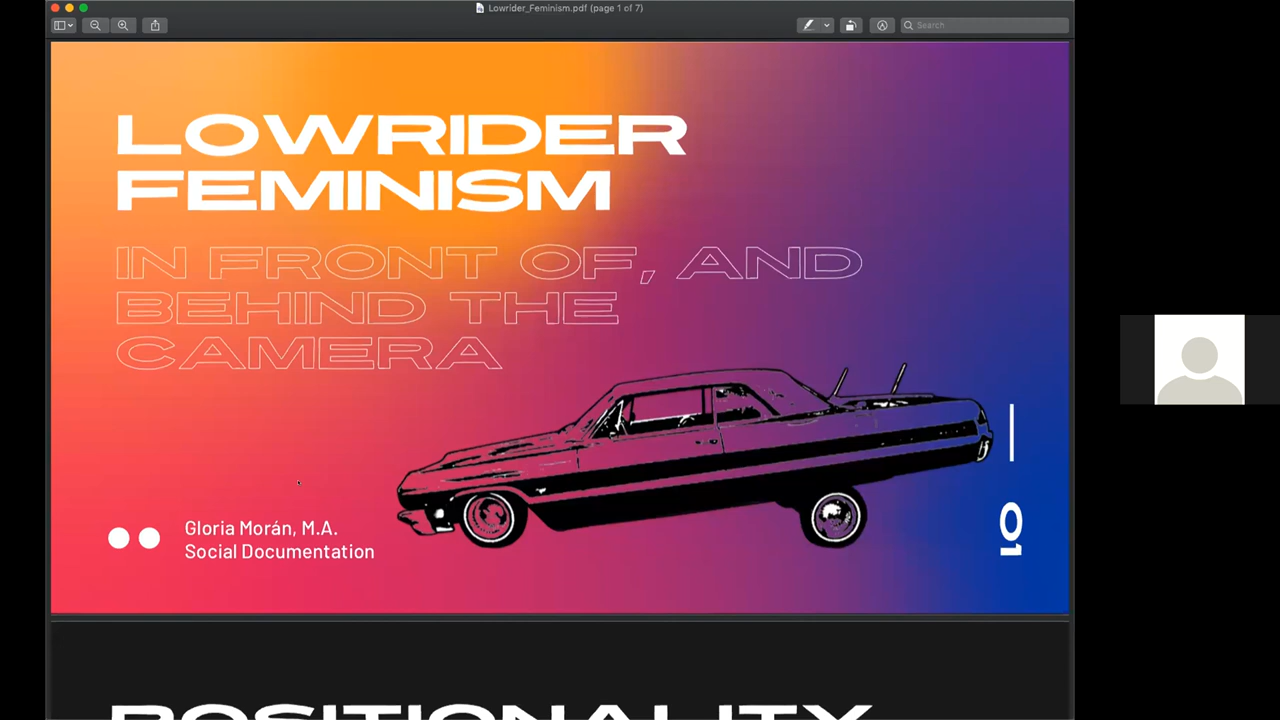 Lowrider_Feminism.pdf (page 1 of 7)
Search
LOWRIDER
FEMINISM
IN FRONT OF, AND
BEHIND THE
CAMERA
Gloria Morán, M.A.
Social Documentation
01
POSITIONALITY